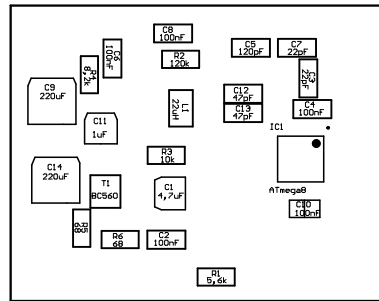 C8
100nF
C6
100nF
R2
120k
C5
120pF
C7
22pF
R4
8,2k
C9
220uF
C3
22pF
L1
22uH
C12
47pF
C13
47pF
C4
100nF
C11
1uF
IC1
R3
10k
C14
220uF
T1
BC560
C1
4,7uF
ATmega8
R5
68
R6
68
C2
100nF
C10
100nF
R1
5,6k